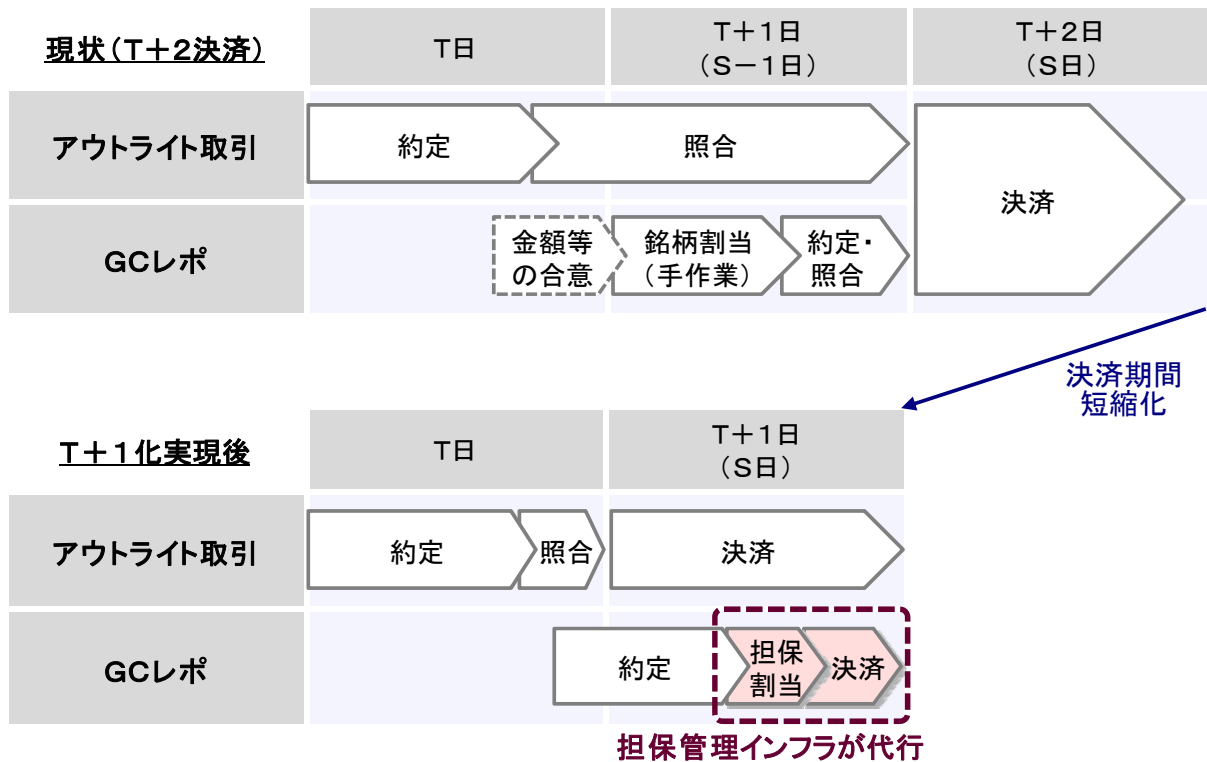 現状(T+2決済)
T日
T+1日
(S-1日)
T+2日
(S日)
アウトライト取引
約定
照合
決済
GCレポ
金額等
の合意
銘柄割当
(手作業)
約定・
照合
決済期間
短縮化
T+1化実現後
T日
T+1日
(S日)
アウトライト取引
約定
照合
決済
GCレポ
約定
担保
割当
決済
担保管理インフラが代行